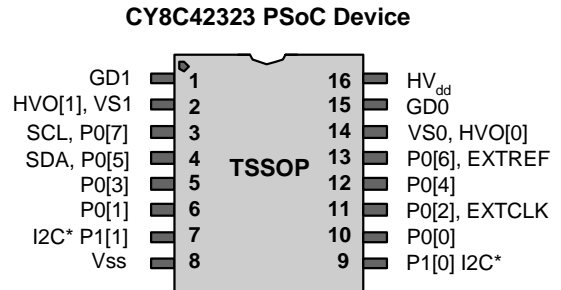 CY8C42323 PSoC Device
GD1 1 16 HVdd
HVO[1], VS1 2 15 GD0
SCL, P0[7] 3 14 VS0, HVO[0]
SDA, P0[5] 4 TSSOP 13 P0[6], EXTREF
P0[3] 5 12 P0[4]
P0[1] 6 11 P0[2], EXTCLK
I2C* P1[1] 7 10 P0[0]
Vss 8 9 P1[0] I2C*